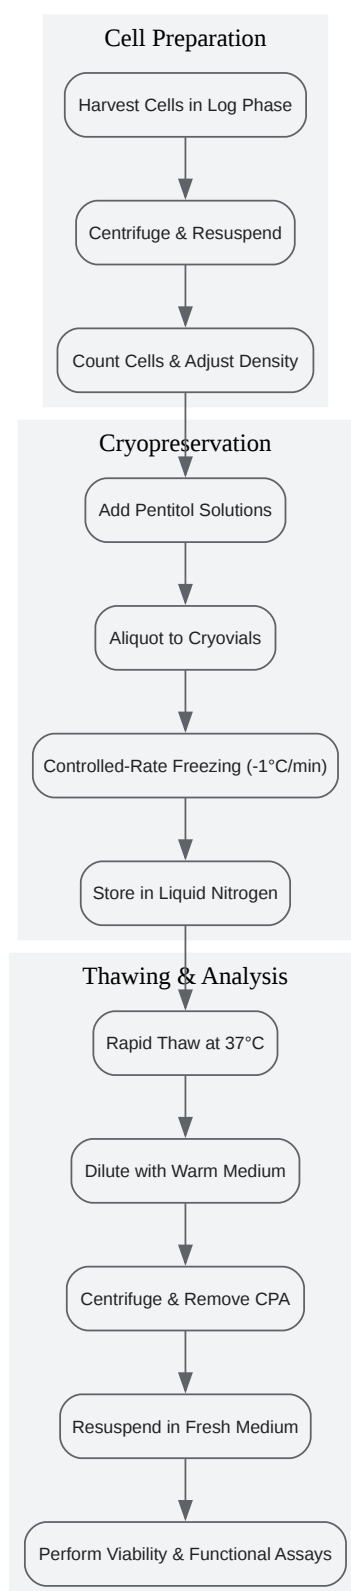 Cell Preparation
Harvest Cells in Log Phase
Centrifuge & Resuspend
Count Cells & Adjust Density
Cryopreservation
Add Pentitol Solutions
Aliquot to Cryovials
Controlled-Rate Freezing (-1°C/min)
Store in Liquid Nitrogen
Thawing & Analysis
Rapid Thaw at 37°C
Dilute with Warm Medium
Centrifuge & Remove CPA
Resuspend in Fresh Medium
Perform Viability & Functional Assays